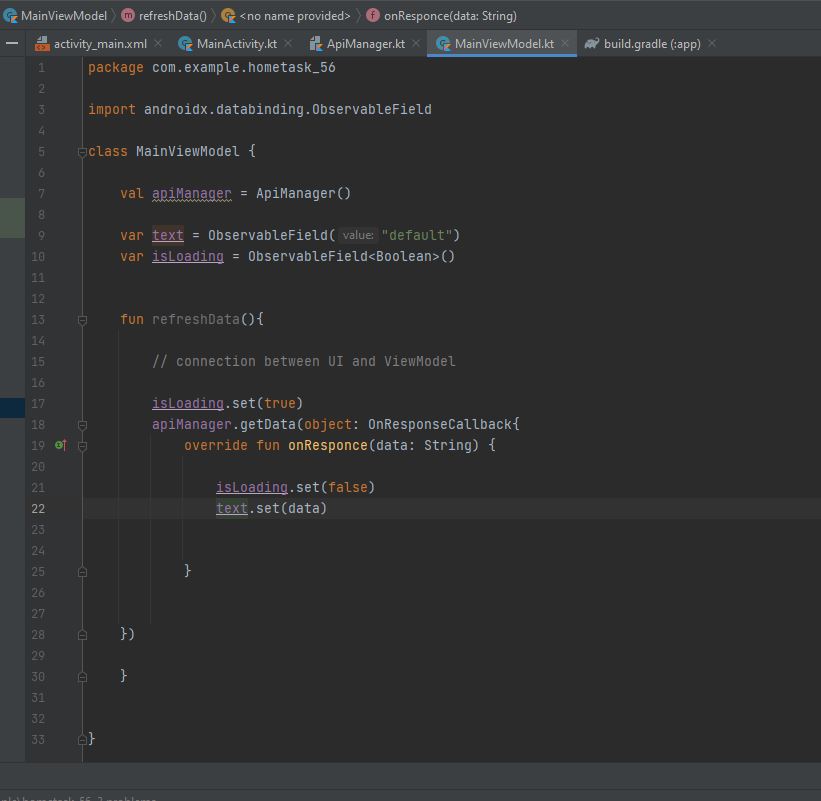 MainViewModel refreshData() <no name provided> onResponce(data: String)
activity_main.xml MainActivity.kt ApiManager.kt MainViewModel.kt build.gradle (:app)
1 package com.example.hometask_56
2
3 import androidx.databinding.ObservableField
4
5 class MainViewModel {
6
7 val apiManager = ApiManager()
8
9 var text = ObservableField( value: "default")
10 var isLoading = ObservableField<Boolean>()
11
12
13 fun refreshData(){
14
15 // connection between UI and ViewModel
16
17 isLoading.set(true)
18 apiManager.getData(object: OnResponseCallback{
19 override fun onResponce(data: String) {
20
21 isLoading.set(false)
22 text.set(data)
23
24
25 }
26
27
28 })
29
30 }
31
32
33 }